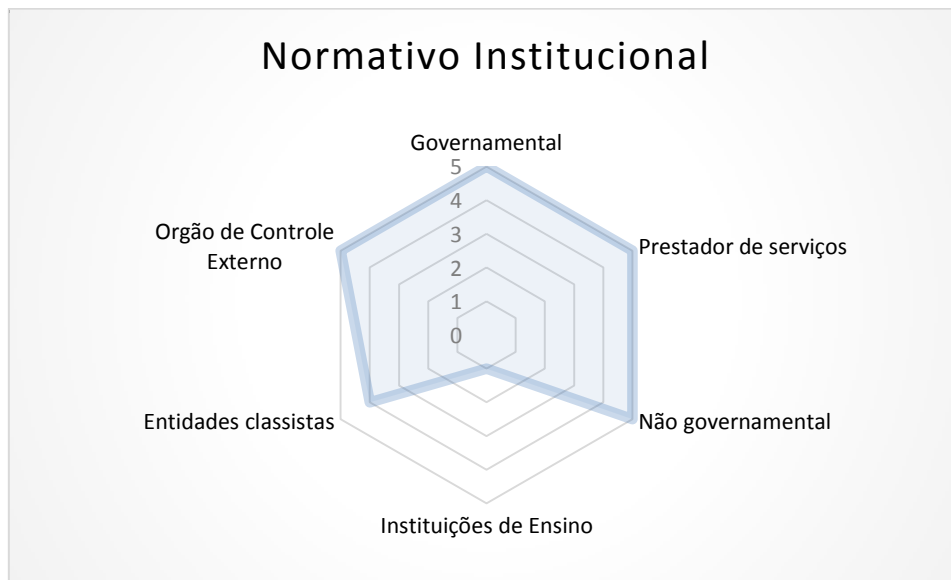 Normativo Institucional
Governamental
5
4
3
2
1
0
Orgão de Controle
Externo
Prestador de serviços
Entidades classistas
Não governamental
Instituições de Ensino